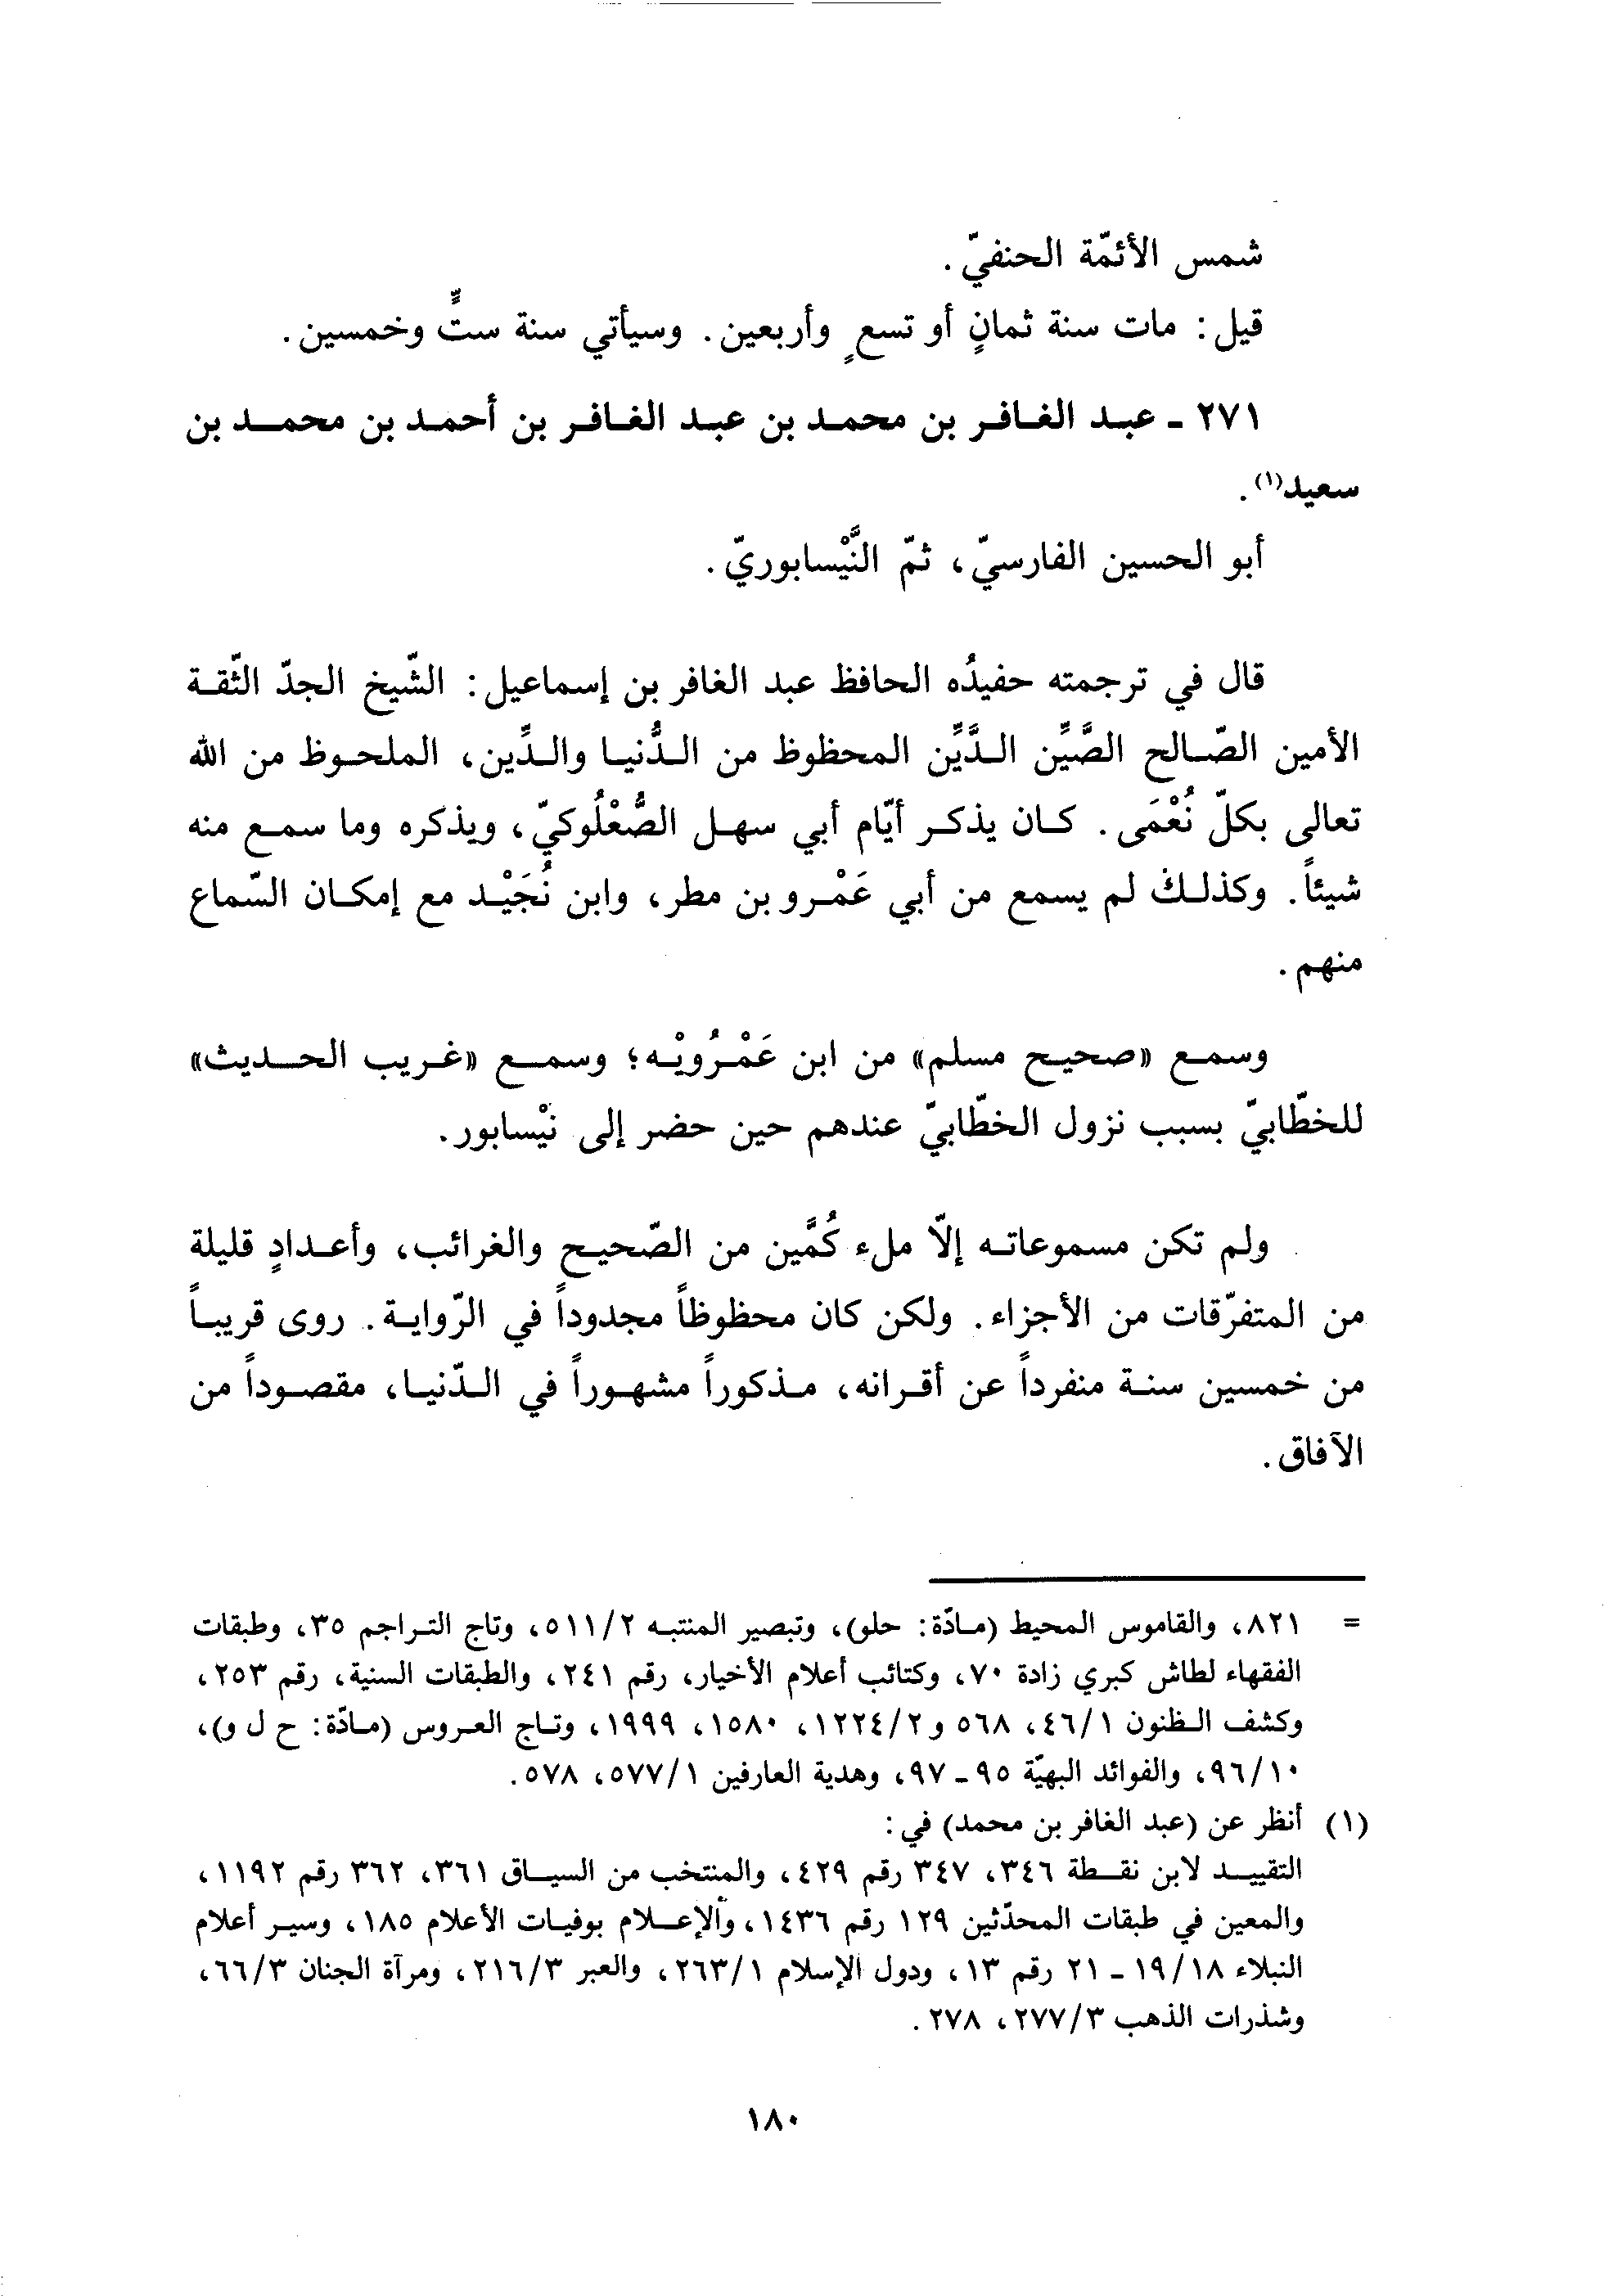 شمس الأئمّة الحنفيّ.
قيل: مات سنة ثمانٍ أو تسعٍ وأربعين. وسيأتي سنة ستٍّ وخمسين.
٢٧١ ـ عبد الغافر بن محمد بن عبد الغافر بن أحمد بن محمد بن
سعيد(١).
أبو الحسين الفارسيّ، ثمّ النَّيْسابوريّ.
قال في ترجمته حفيدُه الحافظ عبد الغافر بن إسماعيل: الشّيخ الجدّ الثّقة
الأمين الصّالح الصَّيِّن الدَّيِّن المحظوظ من الدُّنيا والدِّين، الملحوظ من الله
تعالى بكلّ نُعْمَى. كان يذكر أيّام أبي سهل الصُّعْلُوكيّ، ويذكره وما سمع منه
شيئاً. وكذلك لم يسمع من أبي عَمْرو بن مطر، وابن نُجَيْد مع إمكان السّماع
منهم.
وسمع «صحيح مسلم» من ابن عَمْرُويْه؛ وسمع «غريب الحديث»
للخطّابيّ بسبب نزول الخطّابيّ عندهم حين حضر إلى نيْسابور.
ولم تكن مسموعاته إلّا ملء كُمَّين من الصّحيح والغرائب، وأعدادٍ قليلة
من المتفرّقات من الأجزاء. ولكن كان محظوظاً مجدوداً في الرّواية. روى قريباً
من خمسين سنة منفرداً عن أقرانه، مذكوراً مشهوراً في الدّنيا، مقصوداً من
الآفاق.
= ٨٢١، والقاموس المحيط (مادّة: حلو)، وتبصير المنتبه ٥١١/٢، وتاج التراجم ٣٥، وطبقات
الفقهاء لطاش كبري زادة ٧٠، وكتائب أعلام الأخيار، رقم ٢٤١، والطبقات السنية، رقم ٢٥٣،
وكشف الظنون ٤٦/١، ٥٦٨ و١٢٢٤/٢، ١٥٨٠، ١٩٩٩، وتاج العروس (مادّة: ح ل و)،
٩٦/١٠، والفوائد البهيّة ٩٥ ـ ٩٧، وهدية العارفين ٥٧٧/١، ٥٧٨.
(١) أنظر عن (عبد الغافر بن محمد) في:
التقييد لابن نقطة ٣٤٦، ٣٤٧ رقم ٤٢٩، والمنتخب من السياق ٣٦١، ٣٦٢ رقم ١١٩٢،
والمعين في طبقات المحدّثين ١٢٩ رقم ١٤٣٦، والإعلام بوفيات الأعلام ١٨٥، وسير أعلام
النبلاء ١٩/١٨ ـ ٢١ رقم ١٣، ودول الإسلام ٢٦٣/١، والعبر ٢١٦/٣، ومرآة الجنان ٦٦/٣،
وشذرات الذهب ٢٧٧/٣، ٢٧٨.
١٨٠